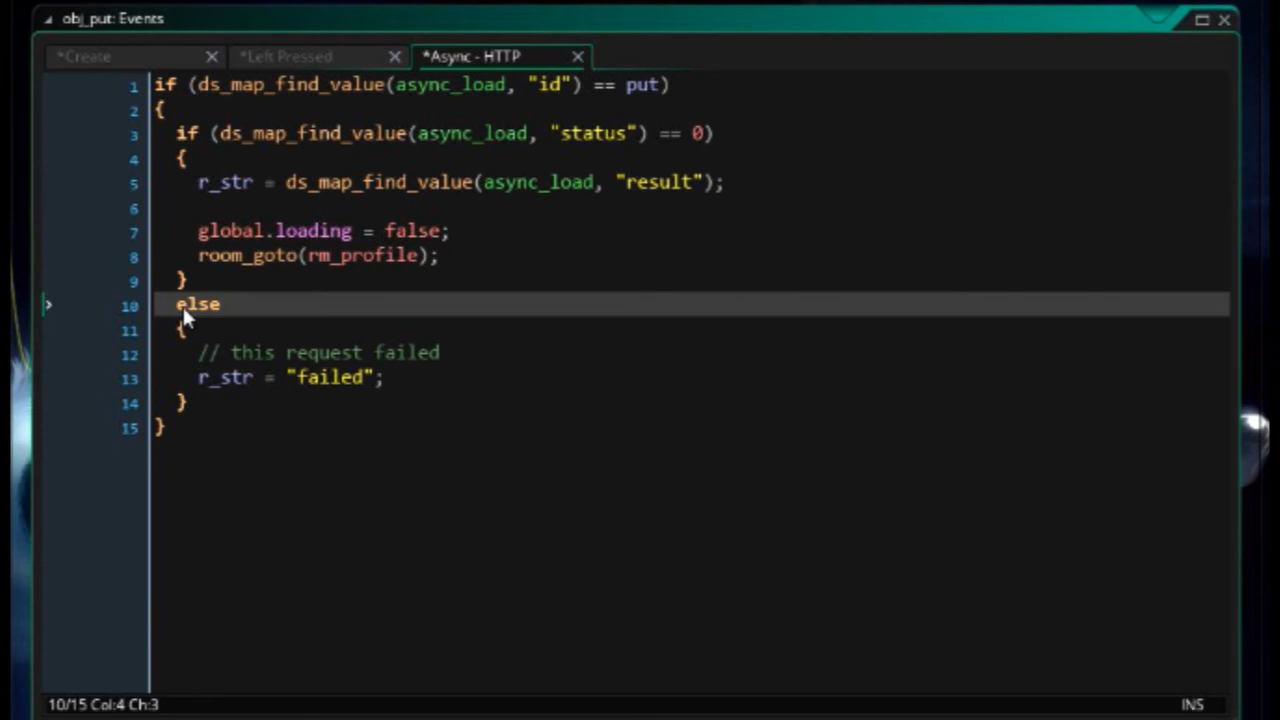 obj_put: Events
*Create
*Left Pressed
*Async - HTTP
1 if (ds_map_find_value(async_load, "id") == put)
2 {
3   if (ds_map_find_value(async_load, "status") == 0)
4   {
5     r_str = ds_map_find_value(async_load, "result");
6
7     global.loading = false;
8     room_goto(rm_profile);
9   }
10   else
11   {
12     // this request failed
13     r_str = "failed";
14   }
15 }
10/15 Col:4 Ch:3
INS